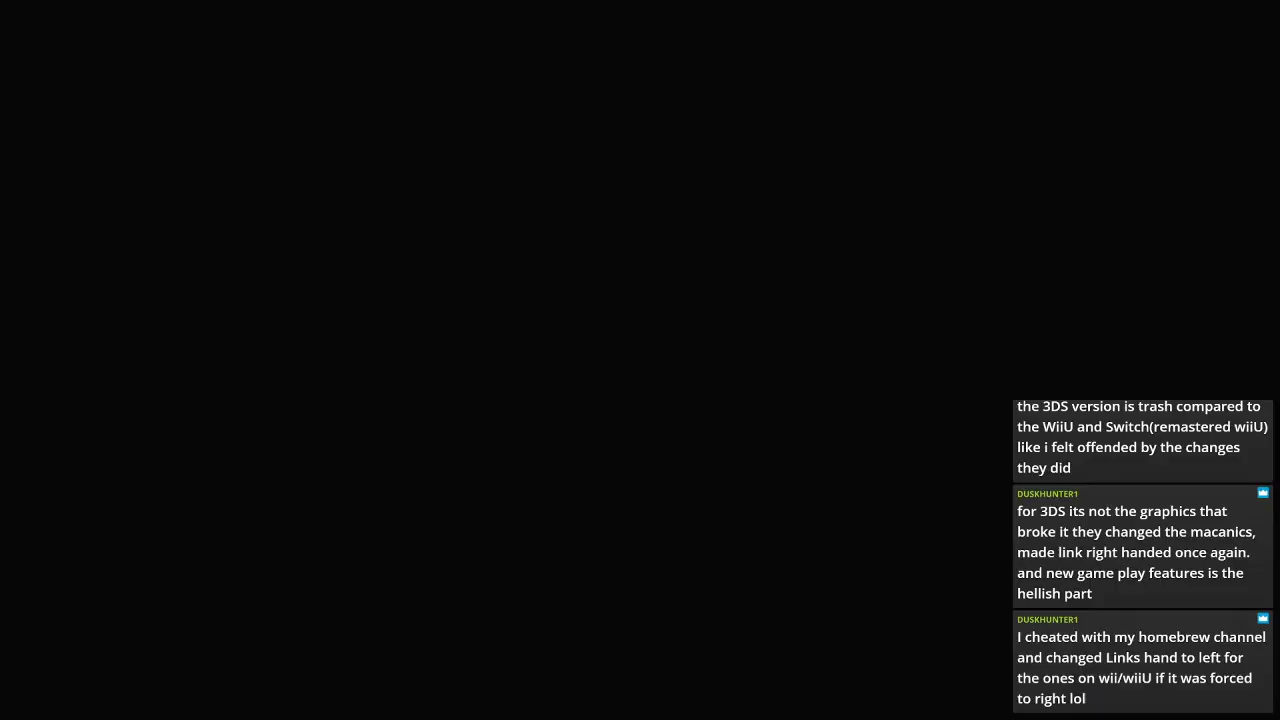 the 3DS version is trash compared to
the WiiU and Switch(remastered wiiU)
like i felt offended by the changes
they did
DUSKHUNTER1
for 3DS its not the graphics that
broke it they changed the macanics,
made link right handed once again.
and new game play features is the
hellish part
DUSKHUNTER1
I cheated with my homebrew channel
and changed Links hand to left for
the ones on wii/wiiU if it was forced
to right lol